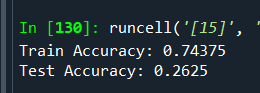 In [130]: runcell('[15]', '
Train Accuracy: 0.74375
Test Accuracy: 0.2625